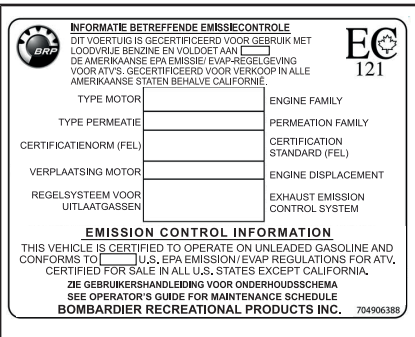 BRP
INFORMATIE BETREFFENDE EMISSIECONTROLE
DIT VOERTUIG IS GECERTIFICEERD VOOR GEBRUIK MET
LOODVRIJE BENZINE EN VOLDOET AAN
DE AMERIKAANSE EPA EMISSIE/ EVAP-REGELGEVING
VOOR ATV'S. GECERTIFICEERD VOOR VERKOOP IN ALLE
AMERIKAANSE STATEN BEHALVE CALIFORNIË.
EC
121
TYPE MOTOR ENGINE FAMILY
TYPE PERMEATIE PERMEATION FAMILY
CERTIFICATIENORM (FEL) CERTIFICATION
STANDARD (FEL)
VERPLAATSING MOTOR ENGINE DISPLACEMENT
REGELSYSTEEM VOOR EXHAUST EMISSION
UITLAATGASSEN CONTROL SYSTEM
EMISSION CONTROL INFORMATION
THIS VEHICLE IS CERTIFIED TO OPERATE ON UNLEADED GASOLINE AND
CONFORMS TO U.S. EPA EMISSION/ EVAP REGULATIONS FOR ATV.
CERTIFIED FOR SALE IN ALL U.S. STATES EXCEPT CALIFORNIA.
ZIE GEBRUIKERSHANDLEIDING VOOR ONDERHOUDSSCHEMA
SEE OPERATOR'S GUIDE FOR MAINTENANCE SCHEDULE
BOMBARDIER RECREATIONAL PRODUCTS INC. 704906388